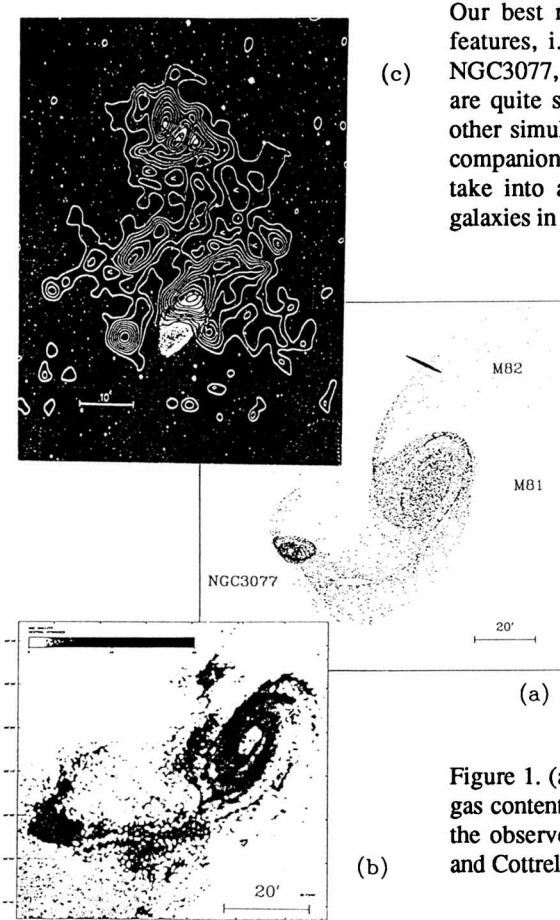 Our best
features, i.
NGC3077,
are quite s
other simul
companion
take into a
galaxies in
(c)
10'
M82
M81
NGC3077
20'
(a)
Figure 1. (a
gas content
the observe
and Cottrel
20'
(b)